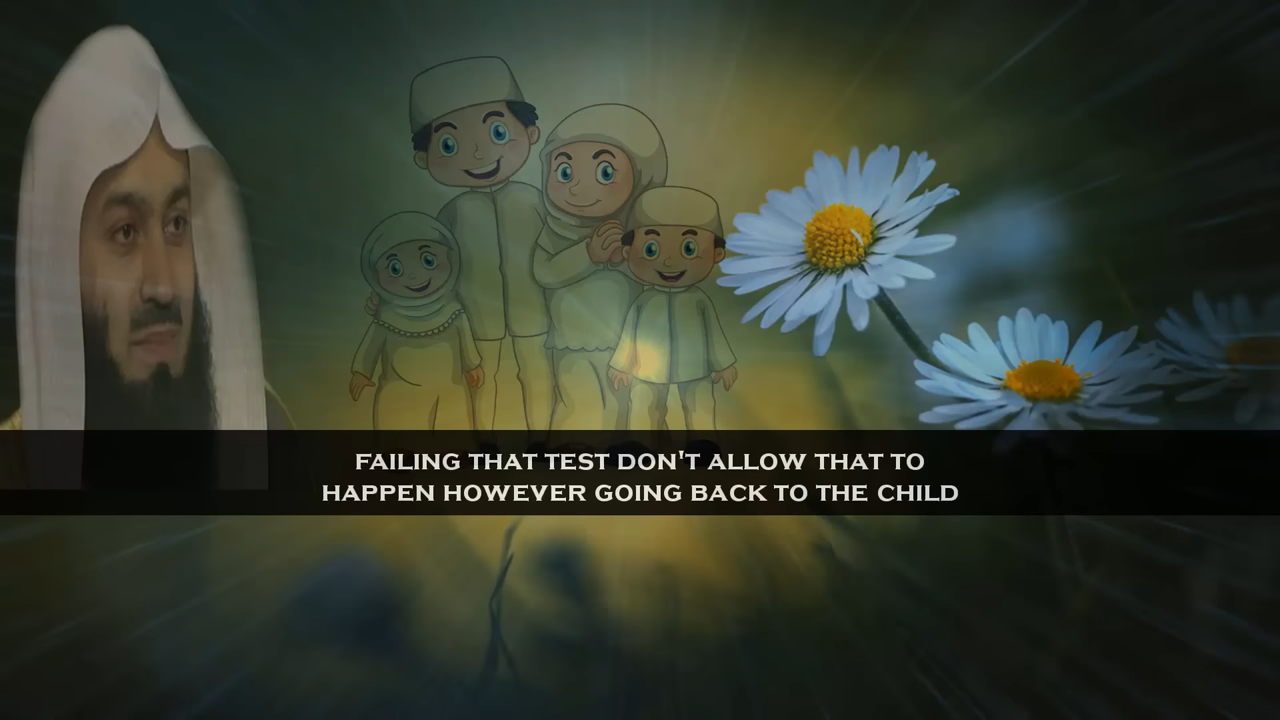 FAILING THAT TEST DON'T ALLOW THAT TO
HAPPEN HOWEVER GOING BACK TO THE CHILD